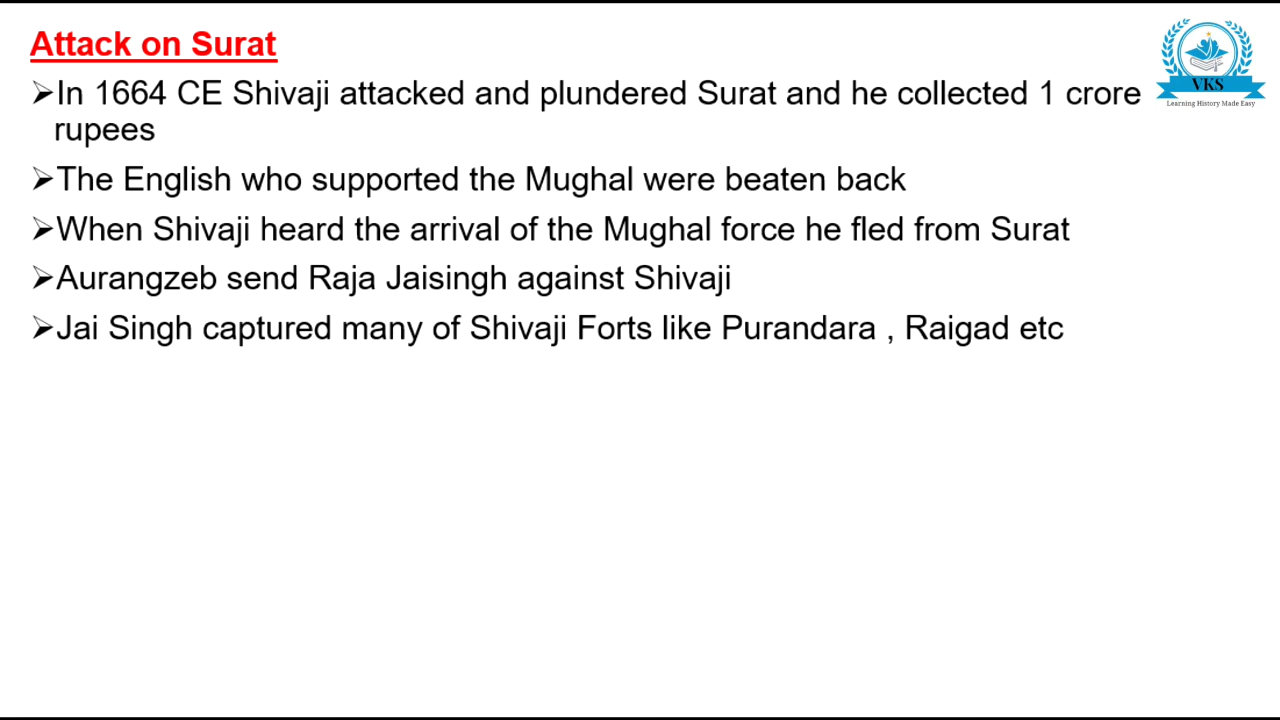 Attack on Surat
➢In 1664 CE Shivaji attacked and plundered Surat and he collected 1 crore
rupees
➢The English who supported the Mughal were beaten back
➢When Shivaji heard the arrival of the Mughal force he fled from Surat
➢Aurangzeb send Raja Jaisingh against Shivaji
➢Jai Singh captured many of Shivaji Forts like Purandara , Raigad etc
VKS
Learning History Made Easy